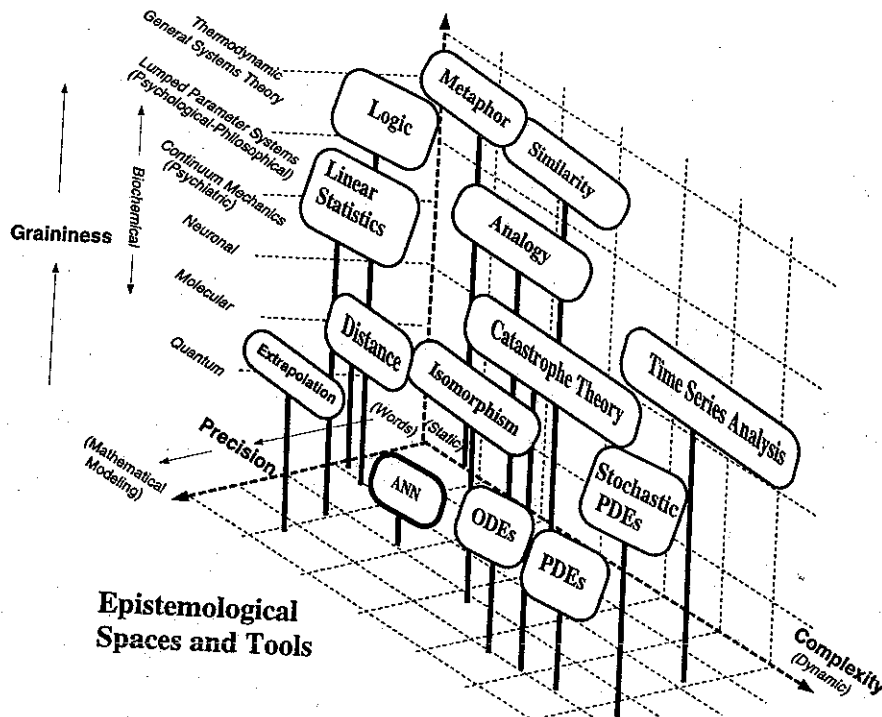 Thermodynamic
General Systems Theory
Lumped Parameter Systems
(Psychological-Philosophical)
Continuum Mechanics
(Psychiatric)
Neuronal
Molecular
Quantum
Graininess
Biochemical
Metaphor
Logic
Similarity
Linear
Statistics
Analogy
Distance
Extrapolation
Isomorphism
Catastrophe Theory
Time Series Analysis
(Words)
(Static)
Precision
(Mathematical
Modeling)
ANN
ODEs
PDEs
Stochastic
PDEs
Epistemological
Spaces and Tools
Complexity
(Dynamic)